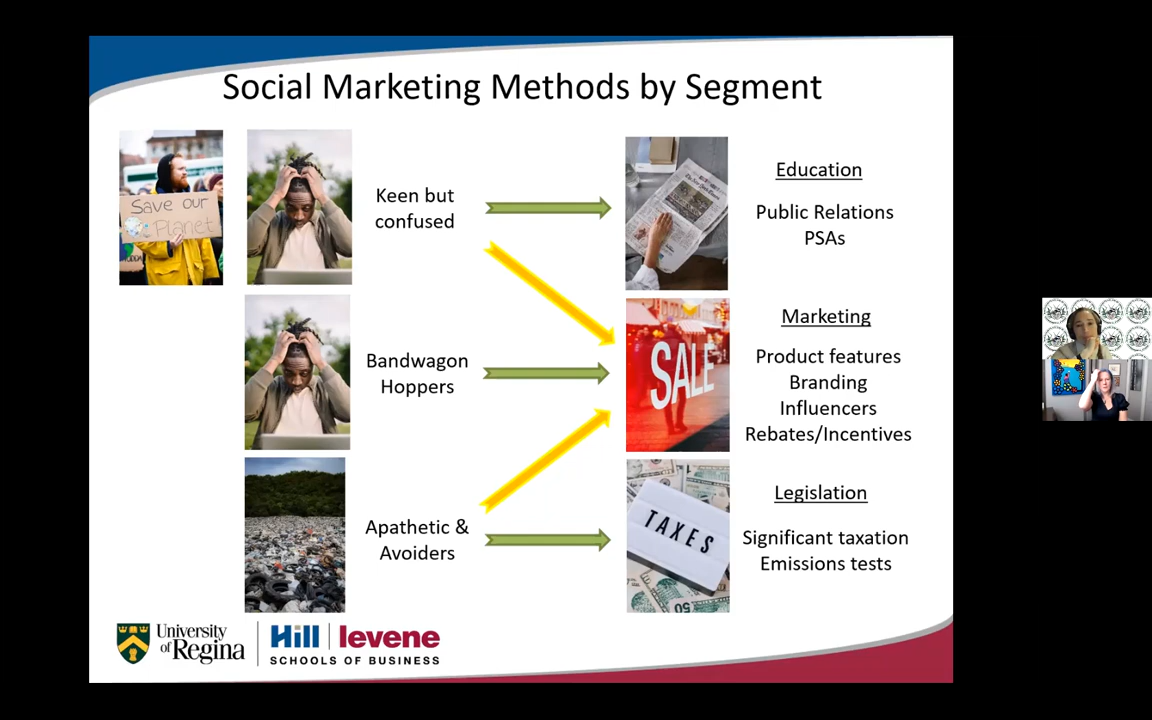 Social Marketing Methods by Segment
Save our
Planet
Keen but
confused
Education
Public Relations
PSAs
Bandwagon
Hoppers
SALE
Marketing
Product features
Branding
Influencers
Rebates/Incentives
Apathetic &
Avoiders
TAXES
50
Legislation
Significant taxation
Emissions tests
University
of Regina
Hill | levene
SCHOOLS OF BUSINESS